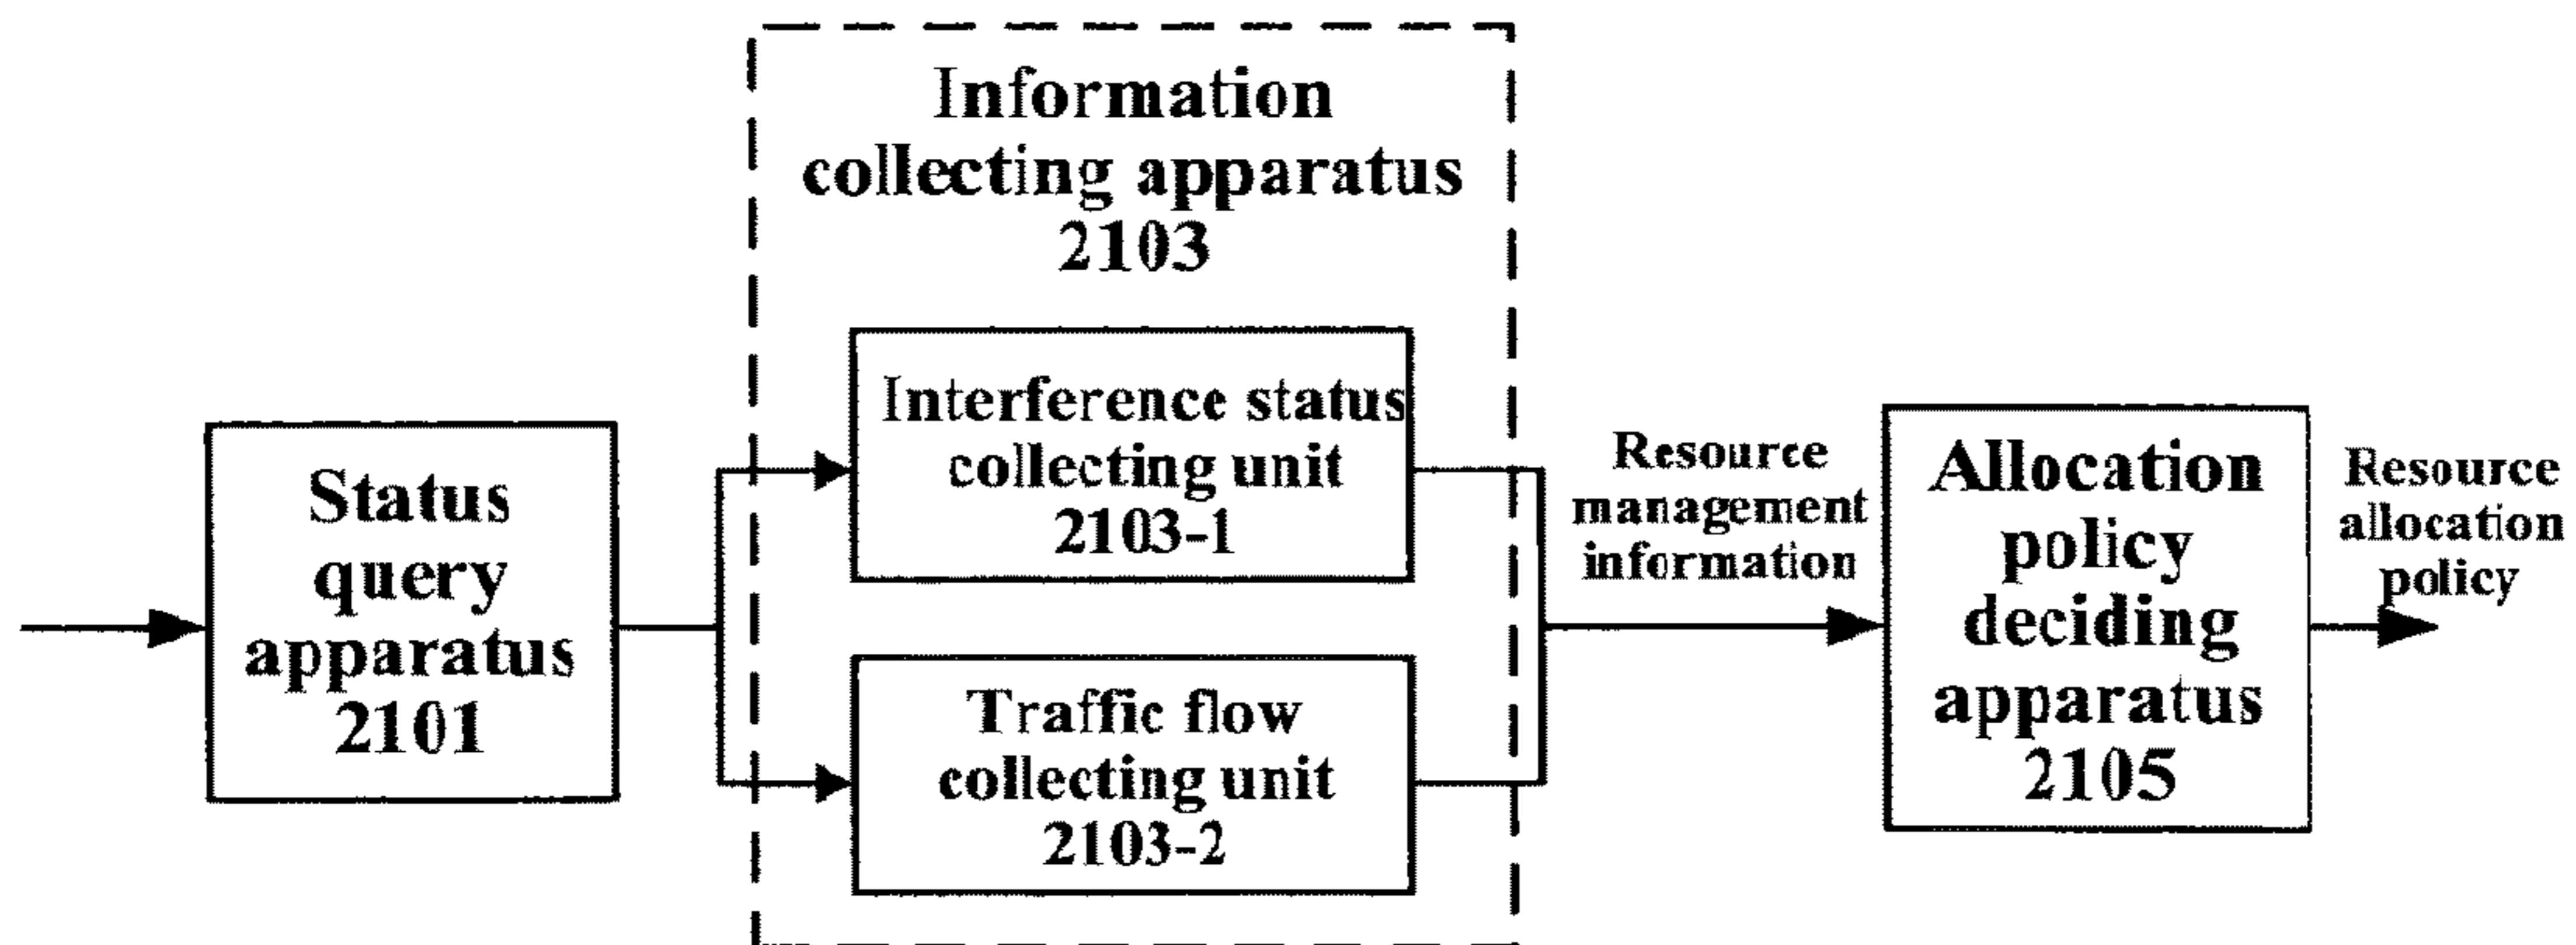 Information
collecting apparatus
2103
Status
query
apparatus
2101
Interference status
collecting unit
2103-1
Traffic flow
collecting unit
2103-2
Resource
management
information
Allocation
policy
deciding
apparatus
2105
Resource
allocation
policy